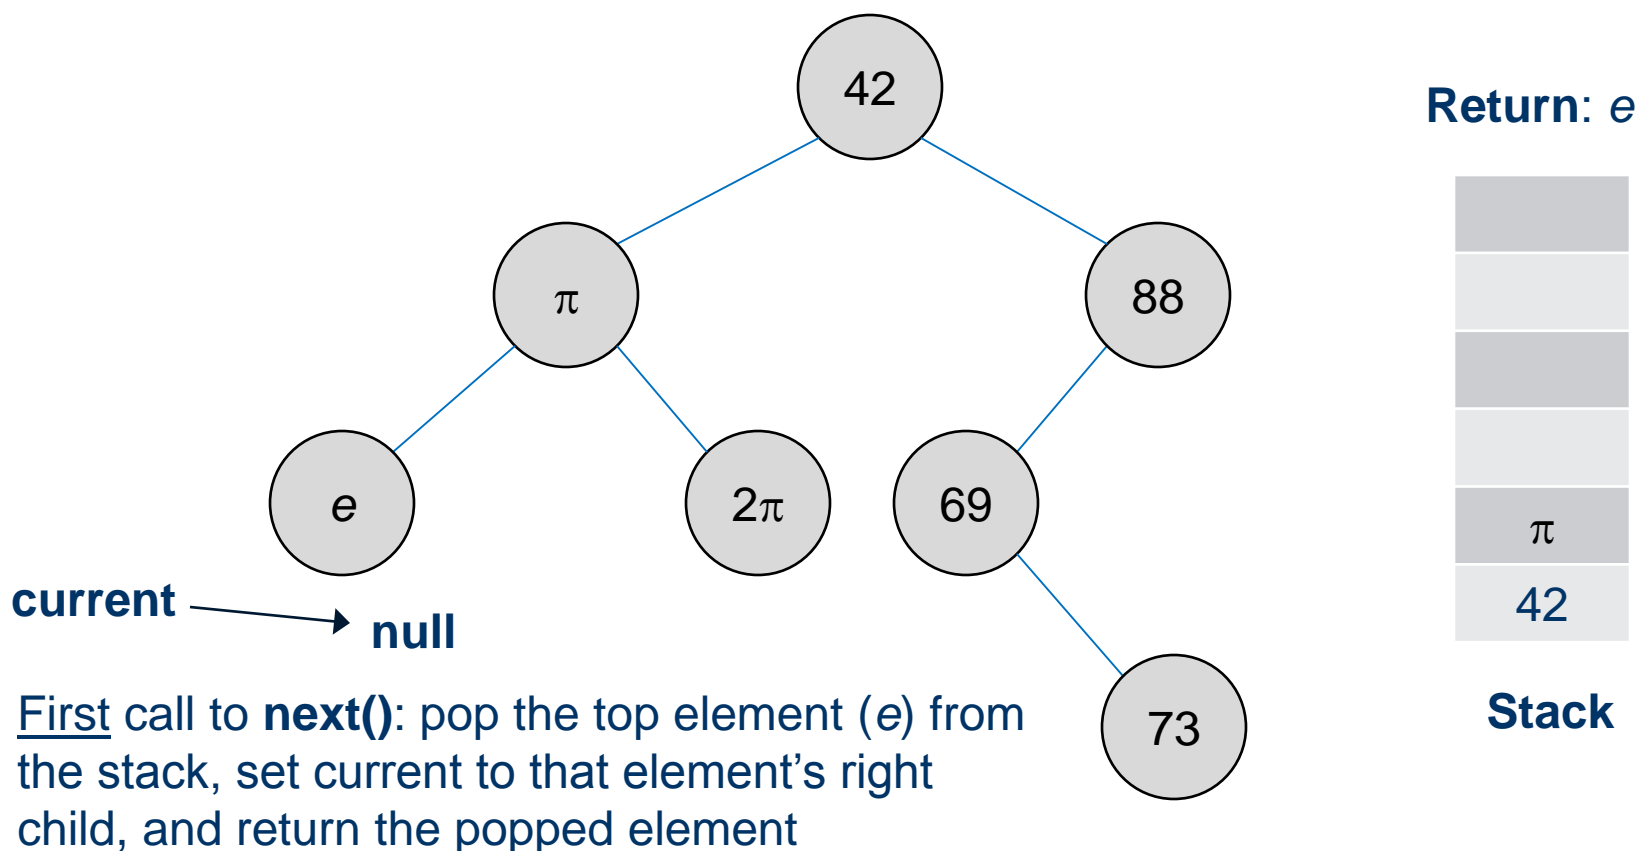 42
Return: e
π
88
e
2π
69
π
42
current
null
73
Stack
First call to next(): pop the top element (e) from
the stack, set current to that element’s right
child, and return the popped element